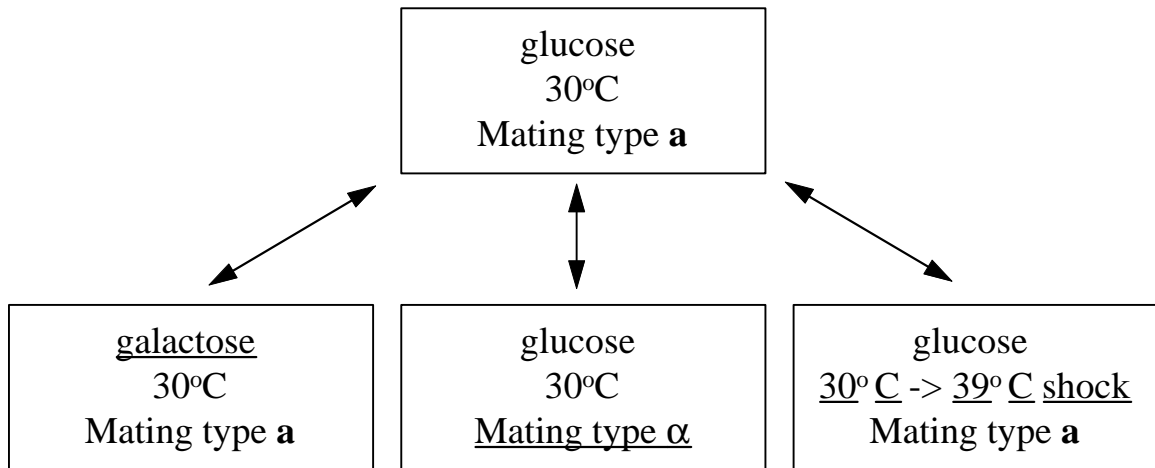 glucose
30°C
Mating type a
galactose
30°C
Mating type a
glucose
30°C
Mating type α
glucose
30° C -> 39° C shock
Mating type a